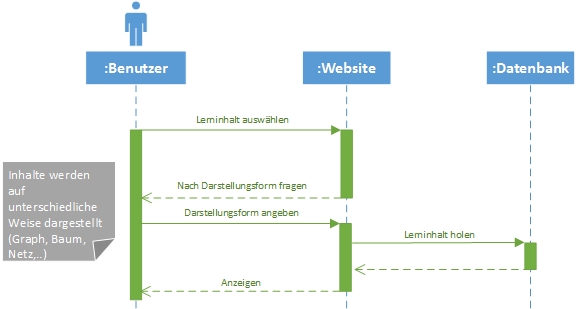 :Benutzer
:Website
:Datenbank
Lerninhalt auswählen
Nach Darstellungsform fragen
Inhalte werden
auf
unterschiedliche
Weise dargestellt
(Graph, Baum,
Netz,..)
Darstellungsform angeben
Lerninhalt holen
Anzeigen